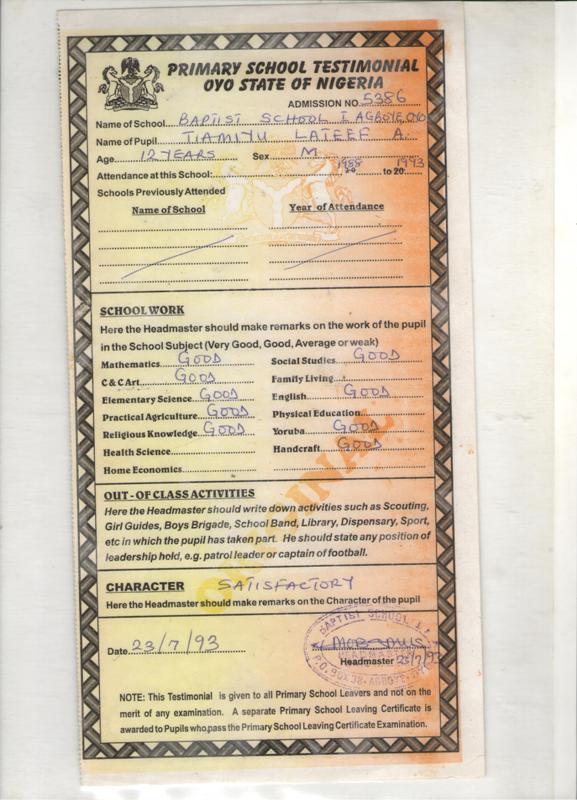 PRIMARY SCHOOL TESTIMONIAL
OYO STATE OF NIGERIA
ADMISSION NO. 5386
Name of School BAPTIST SCHOOL I AGBOYE, OYO
Name of Pupil TIAMIYU LATEEF A.
Age 12 YEARS Sex M
Attendance at this School: 1988 to 20 1993
Schools Previously Attended
Name of School Year of Attendance
SCHOOL WORK
Here the Headmaster should make remarks on the work of the pupil
in the School Subject (Very Good, Good, Average or weak)
Mathematics GOOD Social Studies GOOD
C & C Art GOOD Family Living
Elementary Science GOOD English GOOD
Practical Agriculture GOOD Physical Education
Religious Knowledge GOOD Yoruba GOOD
Health Science Handcraft GOOD
Home Economics
ORIGINAL
OUT - OF CLASS ACTIVITIES
Here the Headmaster should write down activities such as Scouting,
Girl Guides, Boys Brigade, School Band, Library, Dispensary, Sport,
etc in which the pupil has taken part. He should state any position of
leadership held, e.g. patrol leader or captain of football.
CHARACTER SATISFACTORY
Here the Headmaster should make remarks on the Character of the pupil
BAPTIST SCHOOL I
Date 23/7/93
Headmaster 23/7/93
NOTE: This Testimonial is given to all Primary School Leavers and not on the
merit of any examination. A separate Primary School Leaving Certificate is
awarded to Pupils who pass the Primary School Leaving Certificate Examination.